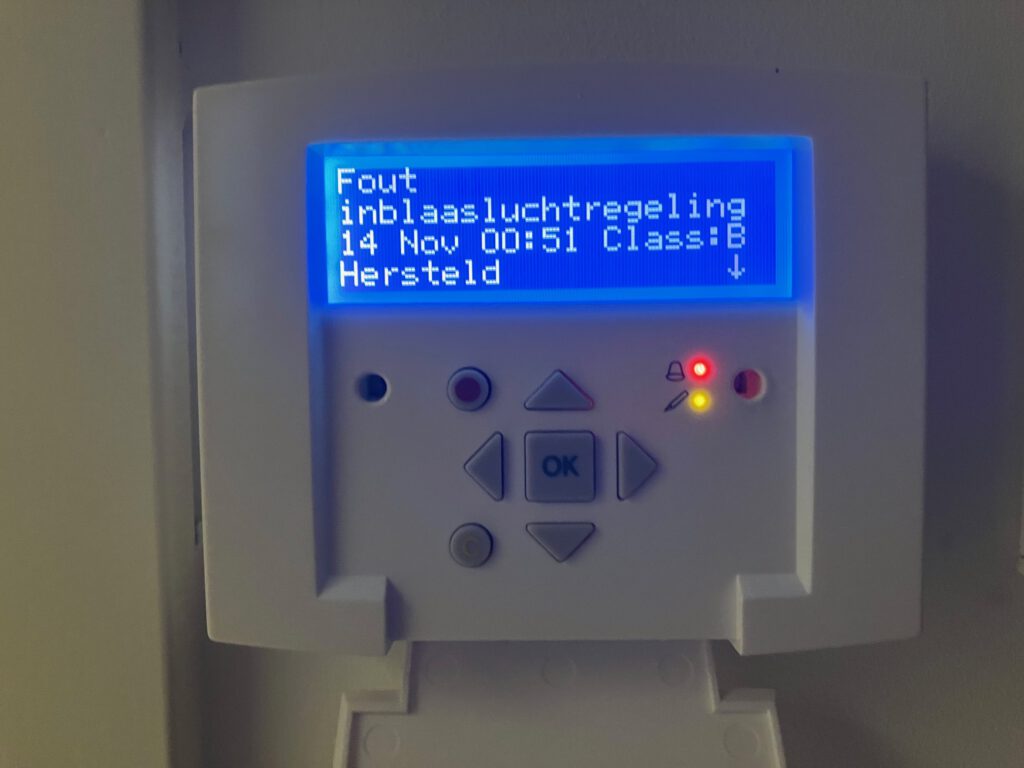 Fout
inblaasluchtregeling
14 Nov 00:51 Class:B
Hersteld ↓
OK
C